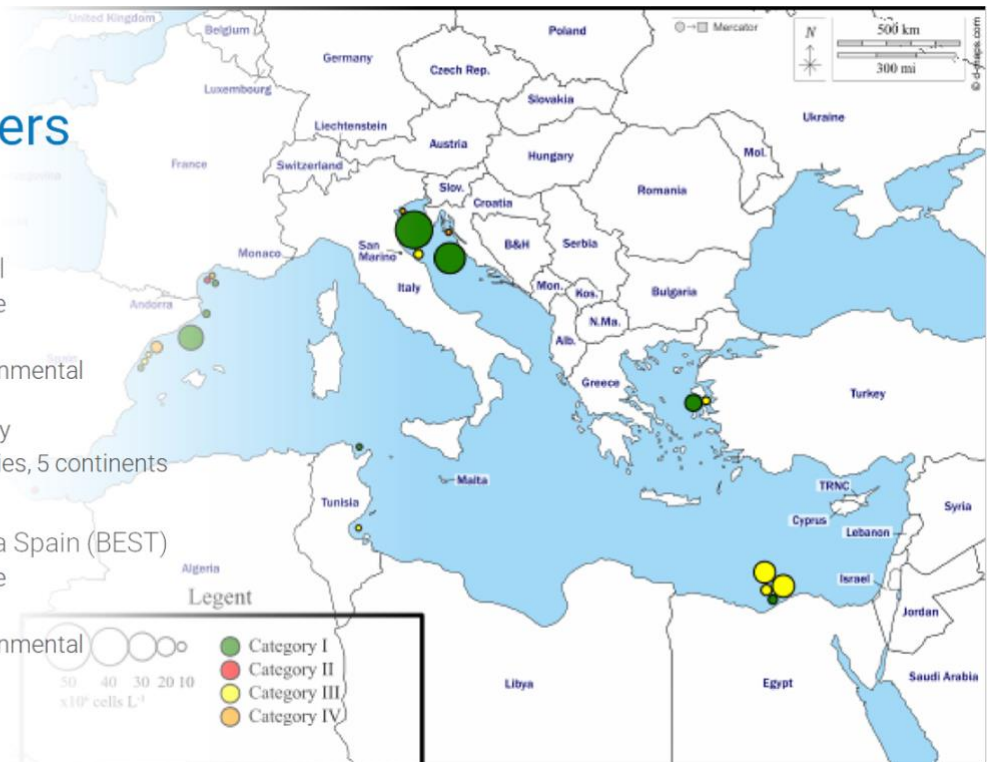 United Kingdom
Belgium
Poland
Mercator
N
500 km
300 mi
© d-maps.com
Germany
Czech Rep.
Luxembourg
Slovakia
Ukraine
ers
Liechtenstein
Austria
Mol.
France
Switzerland
Hungary
Romania
Slov.
Croatia
San
Marino
B&H
Serbia
Monaco
l
Italy
Mon.
Kos.
Bulgaria
e
Andorra
N.Ma.
Alb.
Spain
nmental
Greece
Turkey
y
ies, 5 continents
Malta
TRNC
Tunisia
Syria
Cyprus
Lebanon
a Spain (BEST)
Algeria
e
Israel
Legent
Jordan
nmental
Category I
Category II
Category III
Category IV
50 40 30 20 10
x10⁶ cells L⁻¹
Libya
Egypt
Saudi Arabia